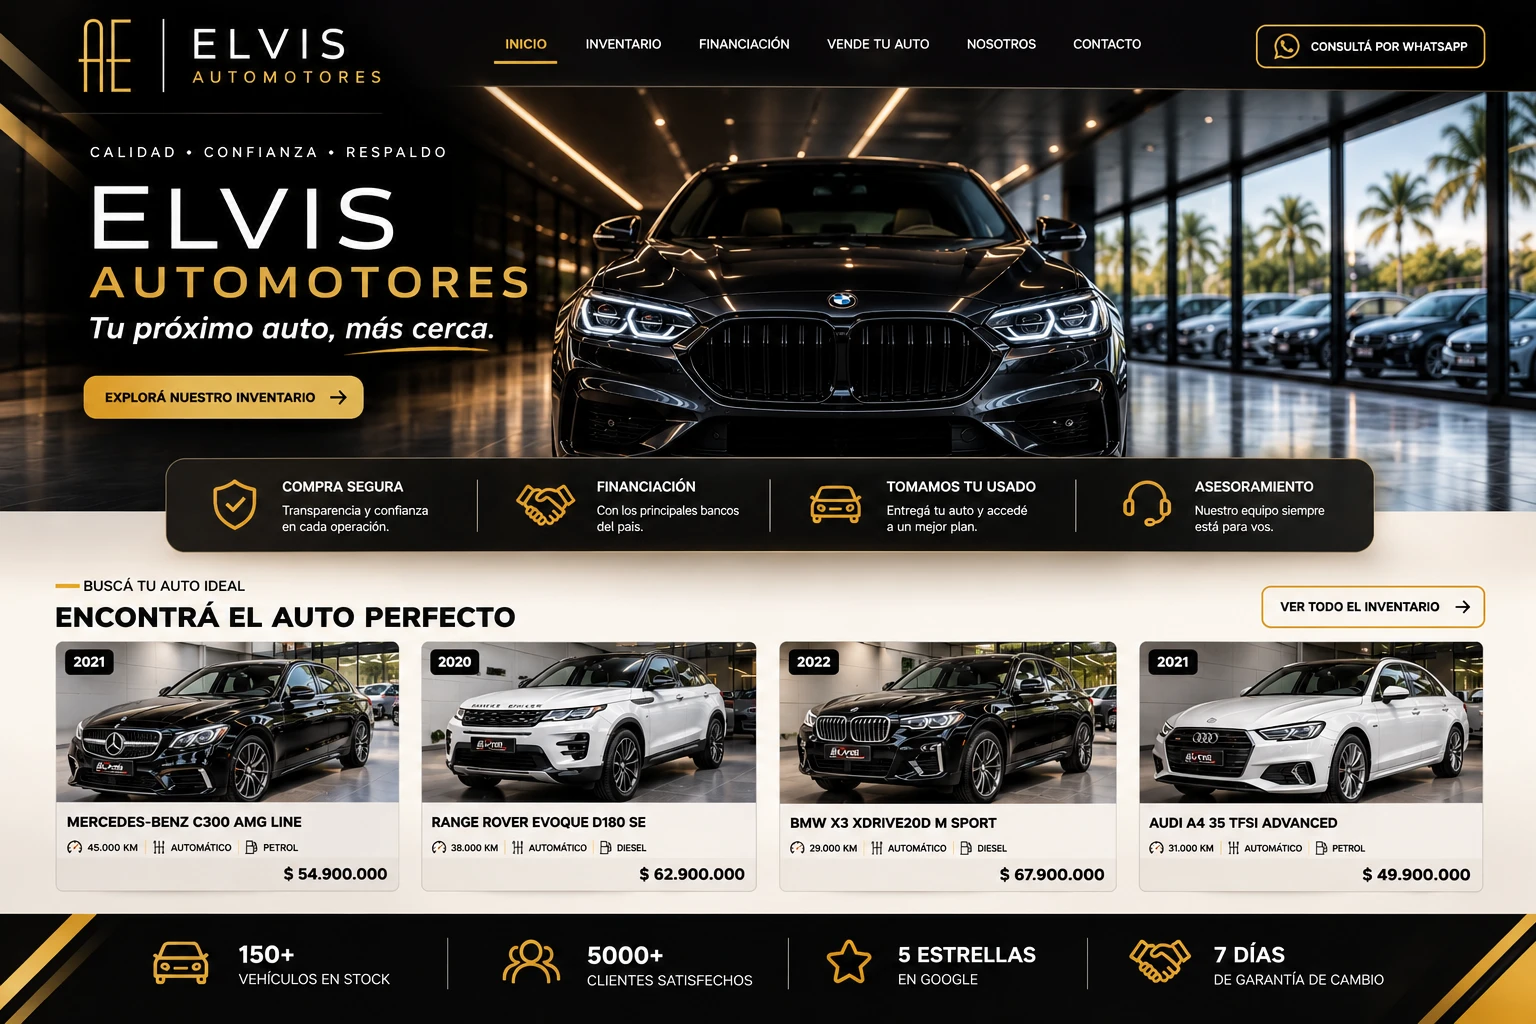 AE
ELVIS
AUTOMOTORES
INICIO
INVENTARIO
FINANCIACIÓN
VENDE TU AUTO
NOSOTROS
CONTACTO
CONSULTÁ POR WHATSAPP
CALIDAD • CONFIANZA • RESPALDO
ELVIS
AUTOMOTORES
Tu próximo auto, más cerca.
EXPLORÁ NUESTRO INVENTARIO →
COMPRA SEGURA
Transparencia y confianza
en cada operación.
FINANCIACIÓN
Con los principales bancos
del pais.
TOMAMOS TU USADO
Entregá tu auto y accedé
a un mejor plan.
ASESORAMIENTO
Nuestro equipo siempre
está para vos.
BUSCÁ TU AUTO IDEAL
ENCONTRÁ EL AUTO PERFECTO
VER TODO EL INVENTARIO →
2021
MERCEDES-BENZ C300 AMG LINE
45.000 KM AUTOMÁTICO PETROL
$ 54.900.000
2020
RANGE ROVER EVOQUE D180 SE
38.000 KM AUTOMÁTICO DIESEL
$ 62.900.000
2022
BMW X3 XDRIVE20D M SPORT
29.000 KM AUTOMÁTICO DIESEL
$ 67.900.000
2021
AUDI A4 35 TFSI ADVANCED
31.000 KM AUTOMÁTICO PETROL
$ 49.900.000
150+
VEHÍCULOS EN STOCK
5000+
CLIENTES SATISFECHOS
5 ESTRELLAS
EN GOOGLE
7 DÍAS
DE GARANTÍA DE CAMBIO